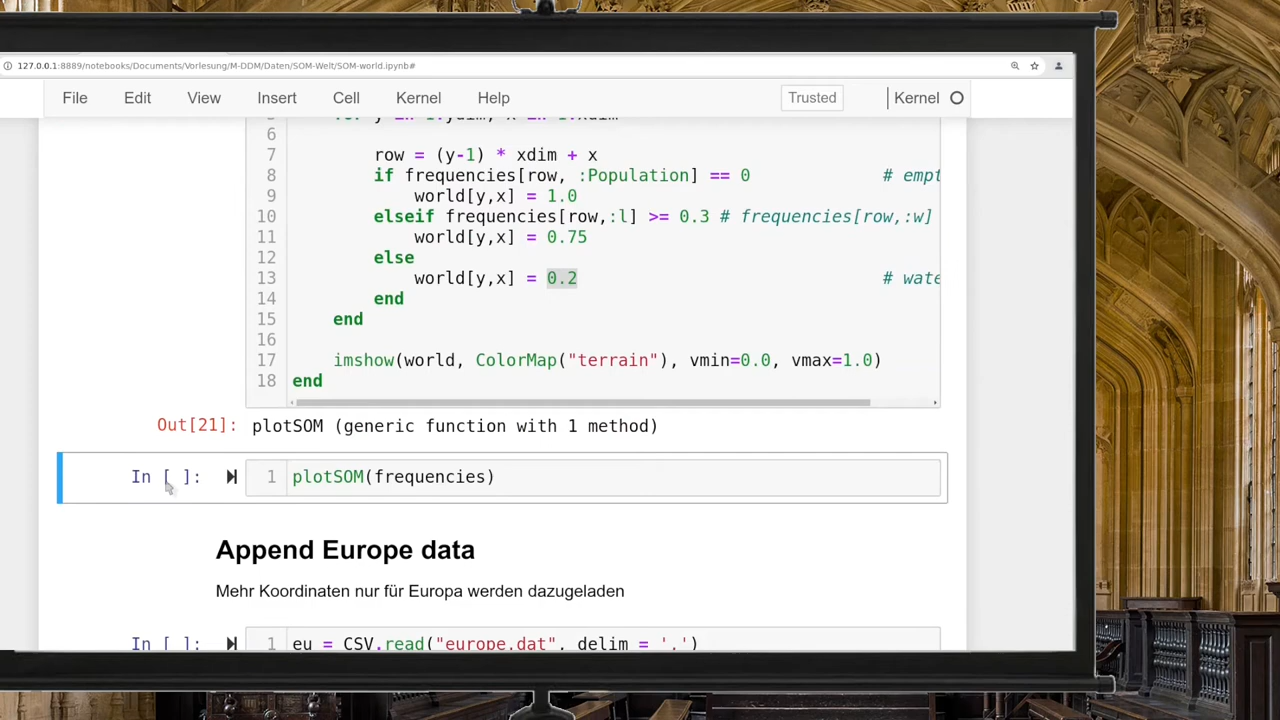 127.0.0.1:8889/notebooks/Documents/Vorlesung/M-DDM/Daten/SOM-Welt/SOM-world.ipynb#
File Edit View Insert Cell Kernel Help Trusted Kernel
6
7 row = (y-1) * xdim + x
8 if frequencies[row, :Population] == 0 # empt
9 world[y,x] = 1.0
10 elseif frequencies[row,:l] >= 0.3 # frequencies[row,:w]
11 world[y,x] = 0.75
12 else
13 world[y,x] = 0.2 # wate
14 end
15 end
16
17 imshow(world, ColorMap("terrain"), vmin=0.0, vmax=1.0)
18 end
Out[21]: plotSOM (generic function with 1 method)
In [ ]: 1 plotSOM(frequencies)
Append Europe data
Mehr Koordinaten nur für Europa werden dazugeladen
In [ ]: 1 eu = CSV.read("europe.dat", delim = ',')